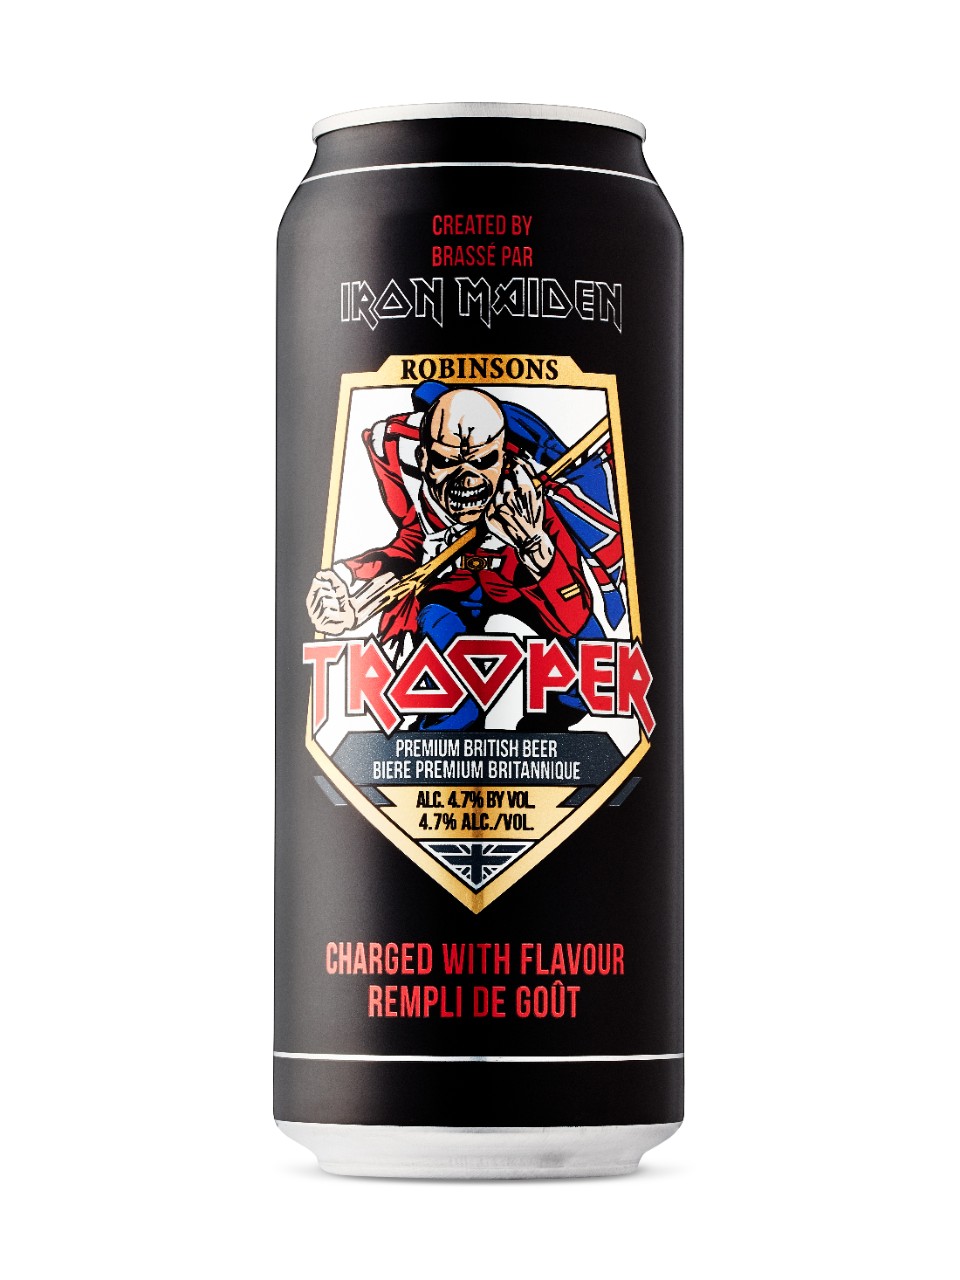 CREATED BY
BRASSÉ PAR
IRON MAIDEN
ROBINSONS
TROOPER
PREMIUM BRITISH BEER
BIERE PREMIUM BRITANNIQUE
ALC. 4.7% BY VOL.
4.7% ALC./VOL.
CHARGED WITH FLAVOUR
REMPLI DE GOÛT